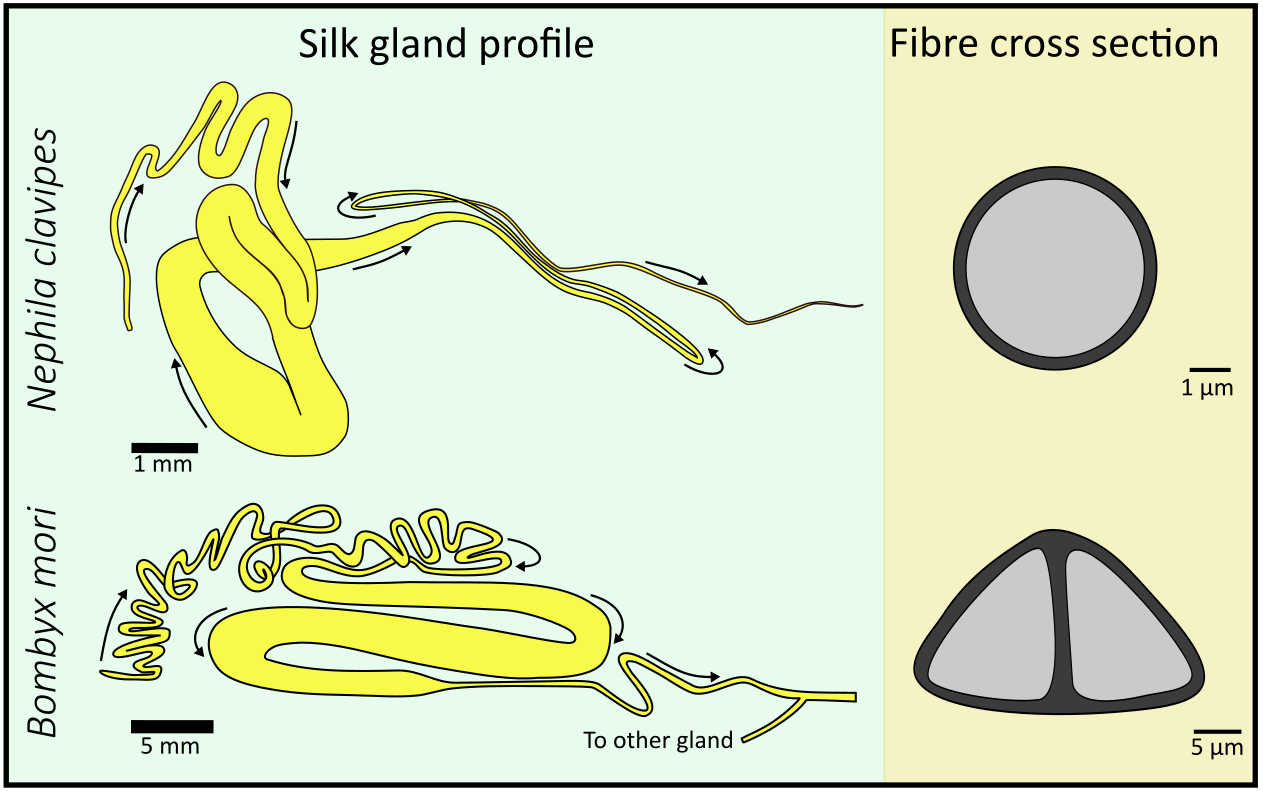 Silk gland profile
Fibre cross section
Nephila clavipes
1 mm
1 µm
Bombyx mori
5 mm
To other gland
5 µm